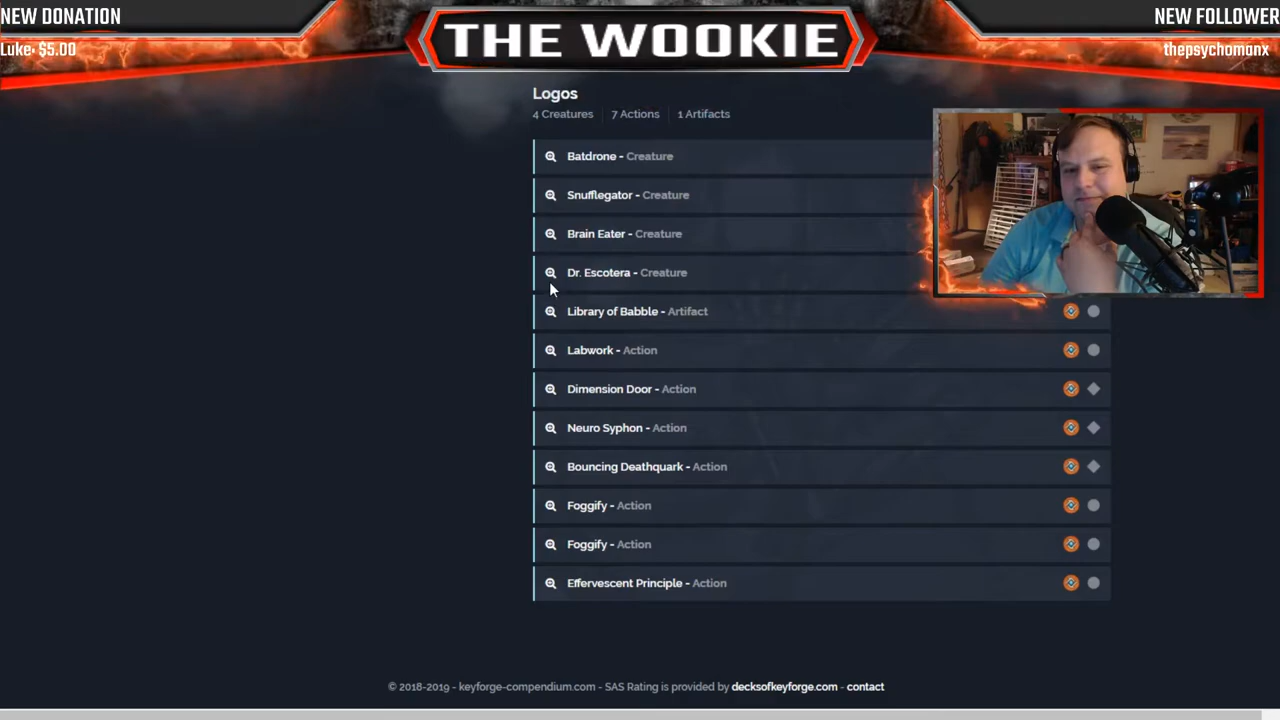 NEW DONATION
THE WOOKIE
NEW FOLLOWER
Luke: $5.00
thepsychomanx
Logos
4 Creatures 7 Actions 1 Artifacts
Batdrone - Creature
Snufflegator - Creature
Brain Eater - Creature
Dr. Escotera - Creature
Library of Babble - Artifact
Labwork - Action
Dimension Door - Action
Neuro Syphon - Action
Bouncing Deathquark - Action
Foggify - Action
Foggify - Action
Effervescent Principle - Action
© 2018-2019 - keyforge-compendium.com - SAS Rating is provided by decksofkeyforge.com - contact